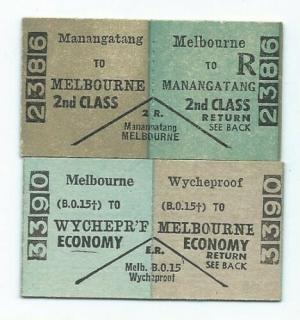 2386
Manangatang
TO
MELBOURNE
2nd CLASS
Melbourne
TO R
MANANGATANG
2nd CLASS
RETURN
SEE BACK
2386
2 R.
Manangatang
MELBOURNE
3390
Melbourne
(B.O.15†) TO
WYCHEPR'F
ECONOMY
Wycheproof
(B.O.15†) TO
MELBOURNE
ECONOMY
RETURN
SEE BACK
3390
E.R.
Melb. B.O.15
Wycheproof